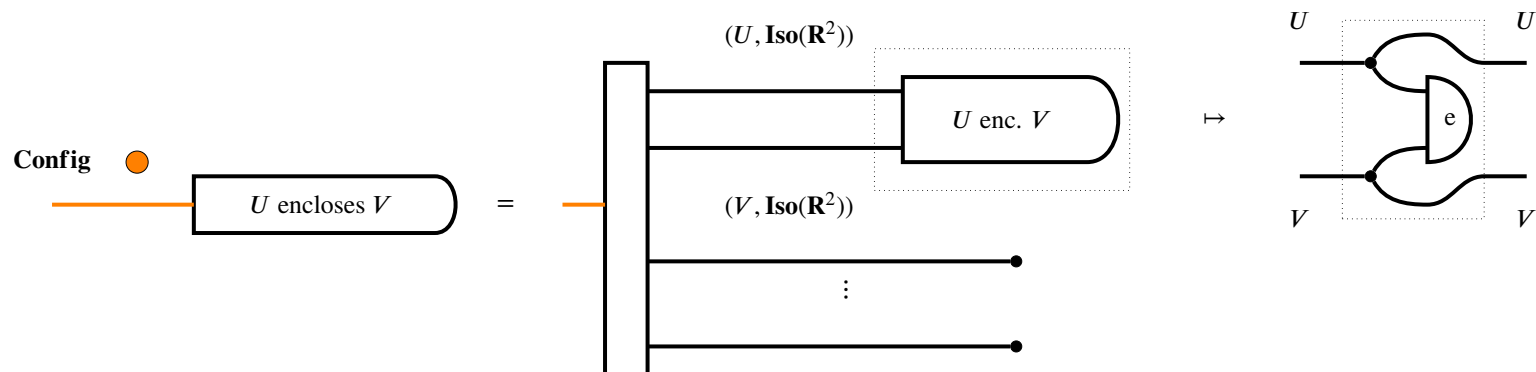 Config
U encloses V
=
(U, Iso(R²))
U enc. V
(V, Iso(R²))
⋮
↦
U U
e
V V